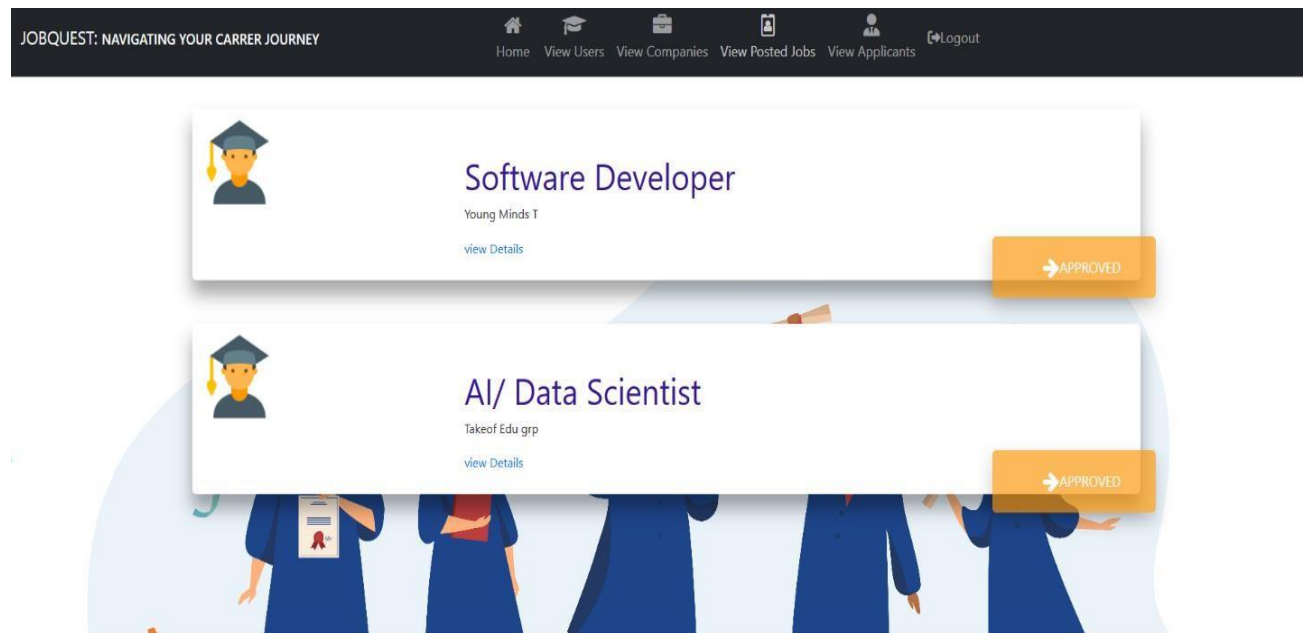 JOBQUEST: NAVIGATING YOUR CARRER JOURNEY
Home View Users View Companies View Posted Jobs View Applicants Logout
Software Developer
Young Minds T
view Details
APPROVED
AI/ Data Scientist
Takeof Edu grp
view Details
APPROVED